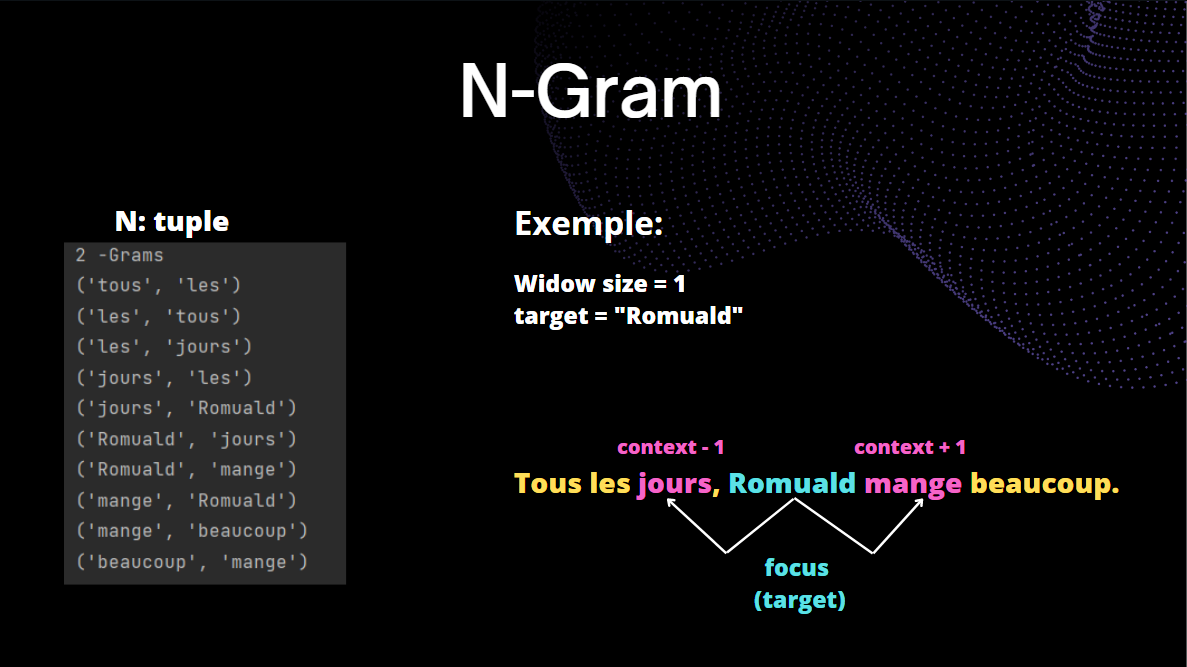 N-Gram
N: tuple
2 -Grams
('tous', 'les')
('les', 'tous')
('les', 'jours')
('jours', 'les')
('jours', 'Romuald')
('Romuald', 'jours')
('Romuald', 'mange')
('mange', 'Romuald')
('mange', 'beaucoup')
('beaucoup', 'mange')
Exemple:
Widow size = 1
target = "Romuald"
context - 1 context + 1
Tous les jours, Romuald mange beaucoup.
focus
(target)